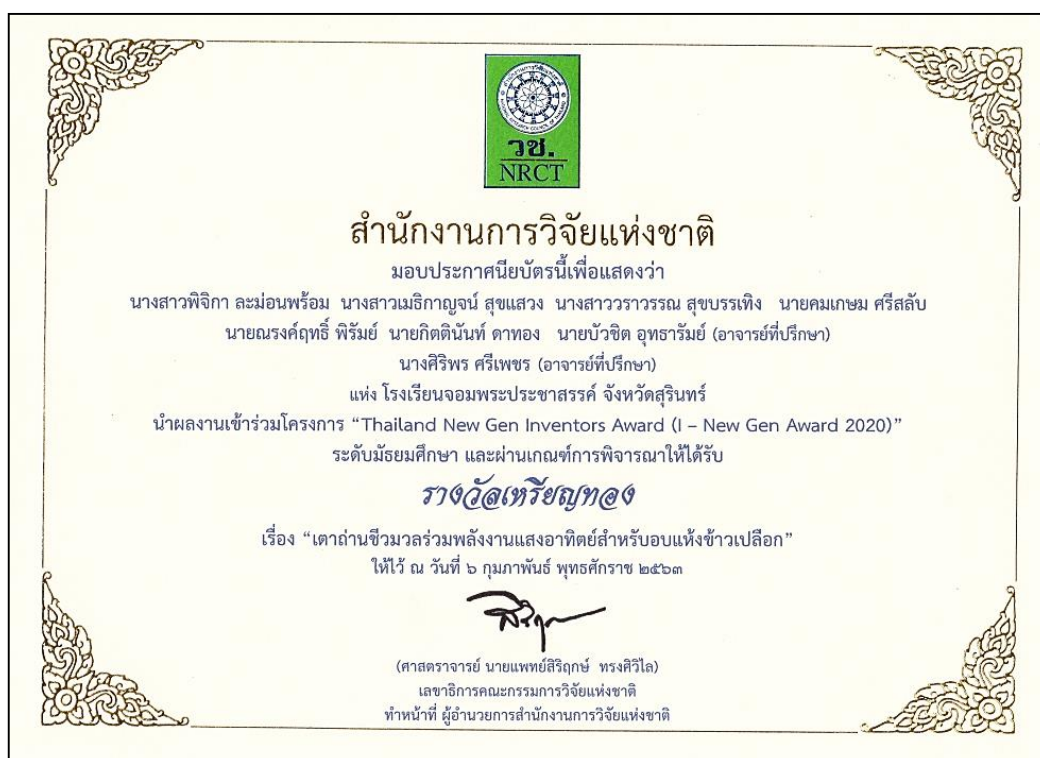 วช.
NRCT
สำนักงานการวิจัยแห่งชาติ
มอบประกาศนียบัตรนี้เพื่อแสดงว่า
นางสาวพิจิกา ละม่อนพร้อม นางสาวเมธิกาญจน์ สุขแสวง นางสาววราวรรณ สุขบรรเทิง นายคมเกษม ศรีสลับ
นายณรงค์ฤทธิ์ พิรัมย์ นายกิตตินันท์ ดาทอง นายบัวชิต อุทธารัมย์ (อาจารย์ที่ปรึกษา)
นางศิริพร ศรีเพชร (อาจารย์ที่ปรึกษา)
แห่ง โรงเรียนจอมพระประชาสรรค์ จังหวัดสุรินทร์
นำผลงานเข้าร่วมโครงการ “Thailand New Gen Inventors Award (I – New Gen Award 2020)”
ระดับมัธยมศึกษา และผ่านเกณฑ์การพิจารณาให้ได้รับ
รางวัลเหรียญทอง
เรื่อง “เตาถ่านชีวมวลร่วมพลังงานแสงอาทิตย์สำหรับอบแห้งข้าวเปลือก”
ให้ไว้ ณ วันที่ ๖ กุมภาพันธ์ พุทธศักราช ๒๕๖๓
(ศาสตราจารย์ นายแพทย์สิริฤกษ์ ทรงศิวิไล)
เลขาธิการคณะกรรมการวิจัยแห่งชาติ
ทำหน้าที่ ผู้อำนวยการสำนักงานการวิจัยแห่งชาติ